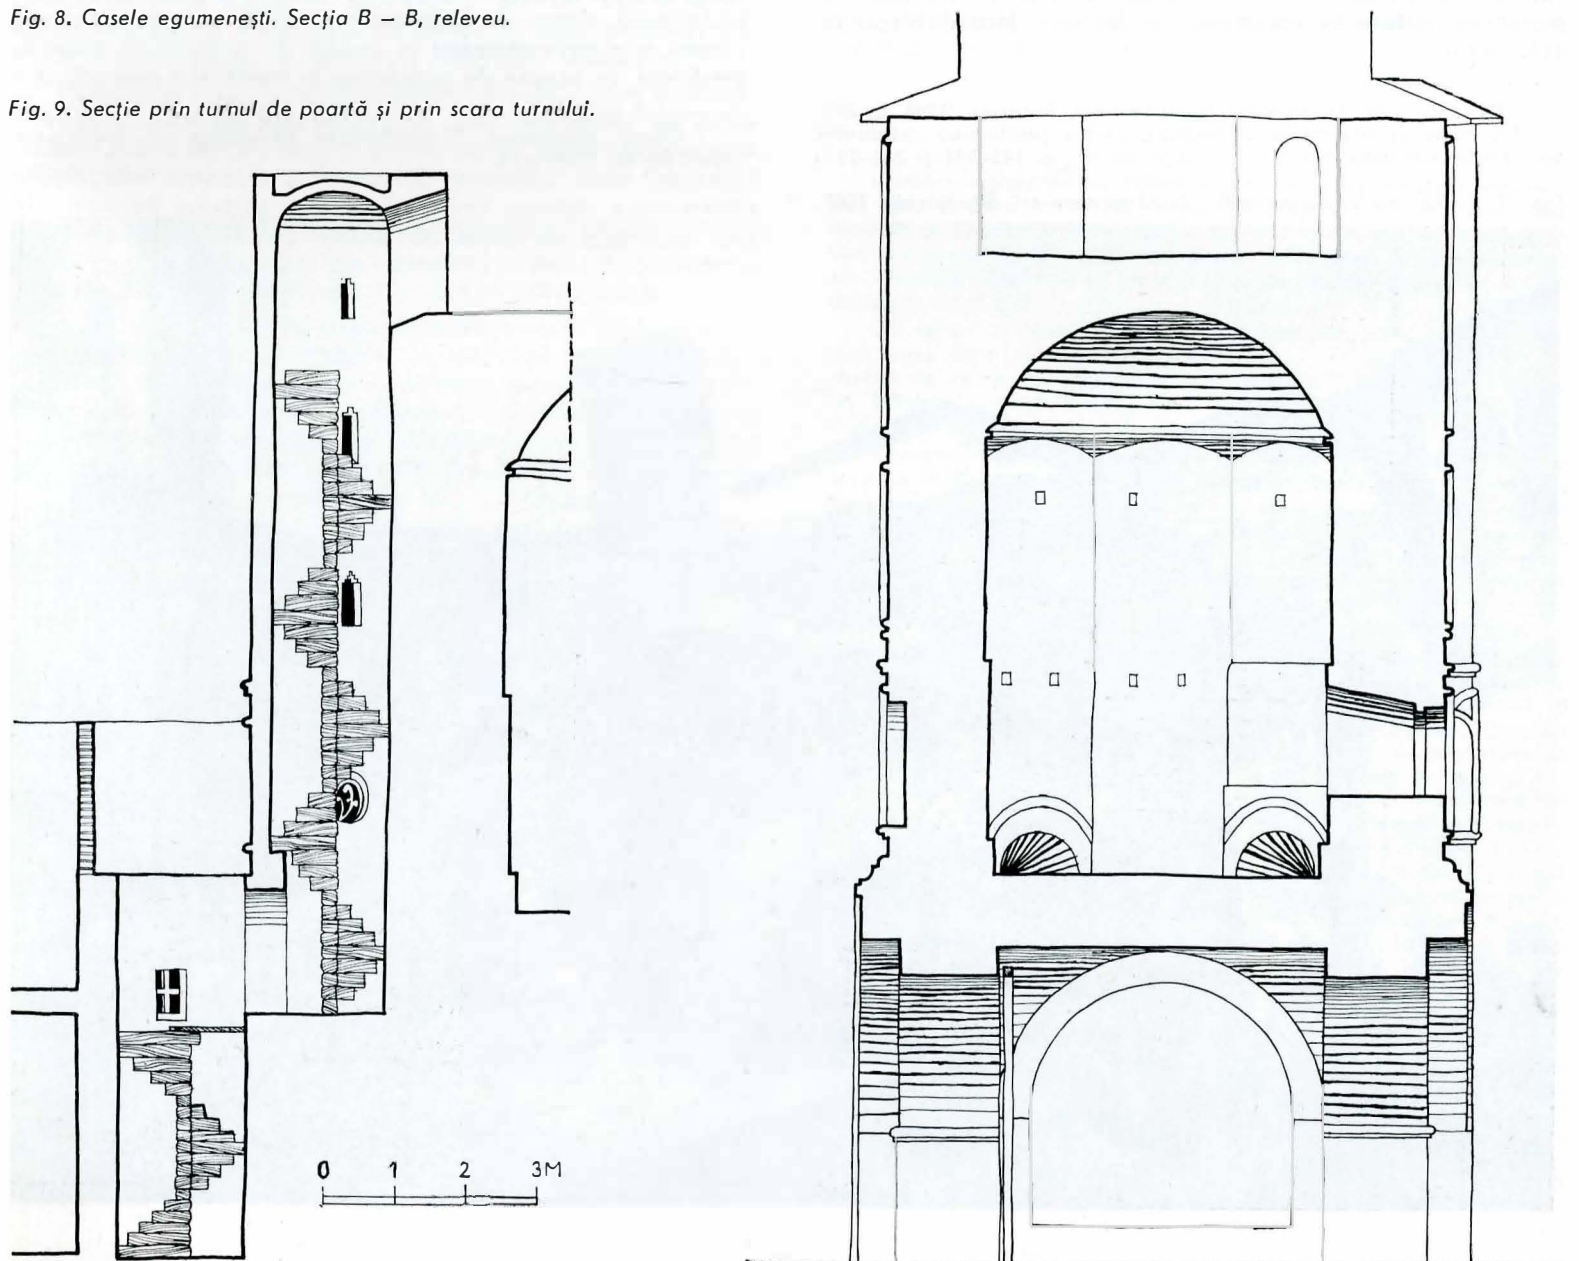 Fig. 8. Casele egumenești. Secția B – B, releveu.
Fig. 9. Secție prin turnul de poartă și prin scara turnului.
0 1 2 3M